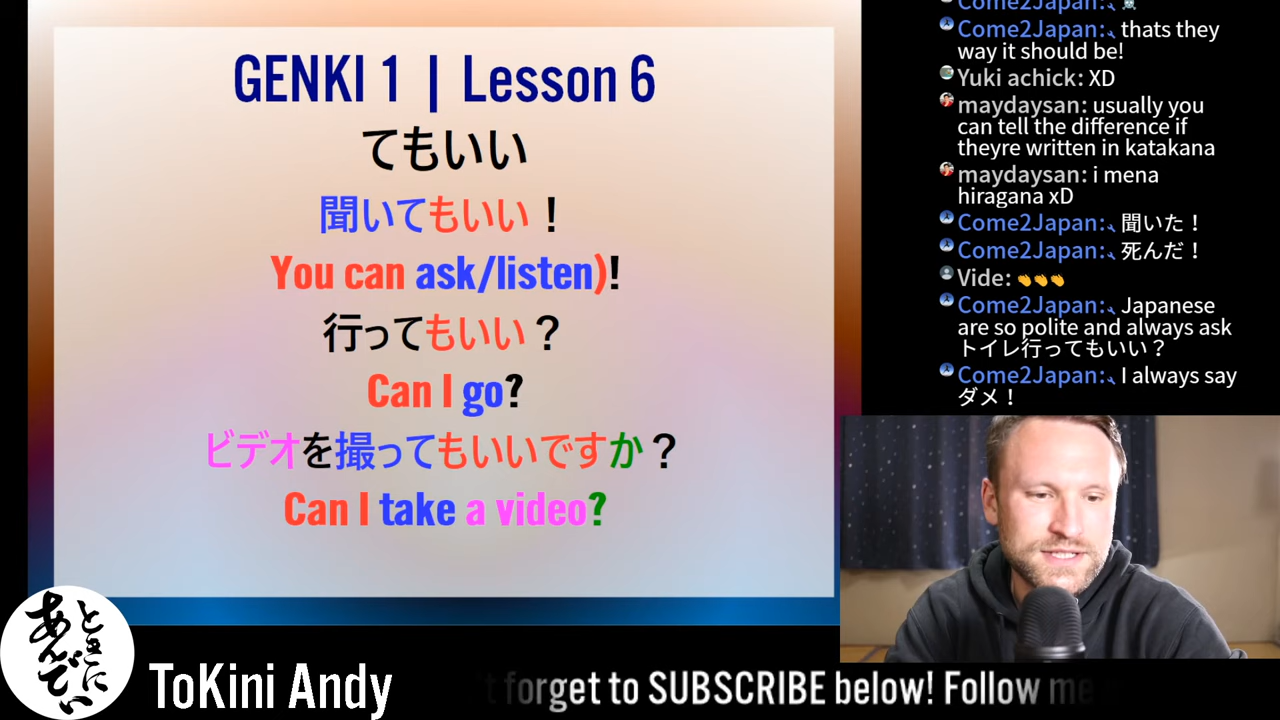 GENKI 1 | Lesson 6
てもいい
聞いてもいい！
You can ask/listen)!
行ってもいい？
Can I go?
ビデオを撮ってもいいですか？
Can I take a video?
Come2Japan: ☠
Come2Japan: thats they
way it should be!
Yuki achick: XD
maydaysan: usually you
can tell the difference if
theyre written in katakana
maydaysan: i mena
hiragana xD
Come2Japan: 聞いた！
Come2Japan: 死んだ！
Vide: 👏👏👏
Come2Japan: Japanese
are so polite and always ask
トイレ行ってもいい？
Come2Japan: I always say
ダメ！
ときに
あんでぃ
ToKini Andy
t forget to SUBSCRIBE below! Follow me